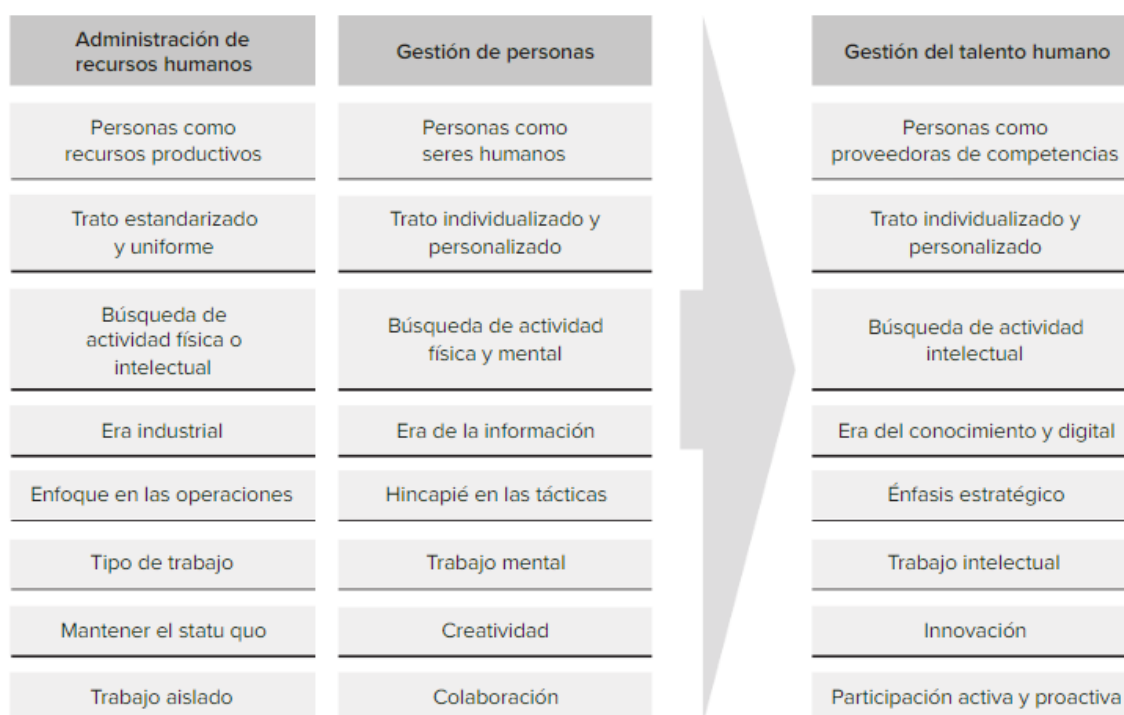 Administración de
recursos humanos
Gestión de personas
Gestión del talento humano
Personas como
recursos productivos
Personas como
seres humanos
Personas como
proveedoras de competencias
Trato estandarizado
y uniforme
Trato individualizado y
personalizado
Trato individualizado y
personalizado
Búsqueda de
actividad física o
intelectual
Búsqueda de actividad
física y mental
Búsqueda de actividad
intelectual
Era industrial
Era de la información
Era del conocimiento y digital
Enfoque en las operaciones
Hincapié en las tácticas
Énfasis estratégico
Tipo de trabajo
Trabajo mental
Trabajo intelectual
Mantener el statu quo
Creatividad
Innovación
Trabajo aislado
Colaboración
Participación activa y proactiva